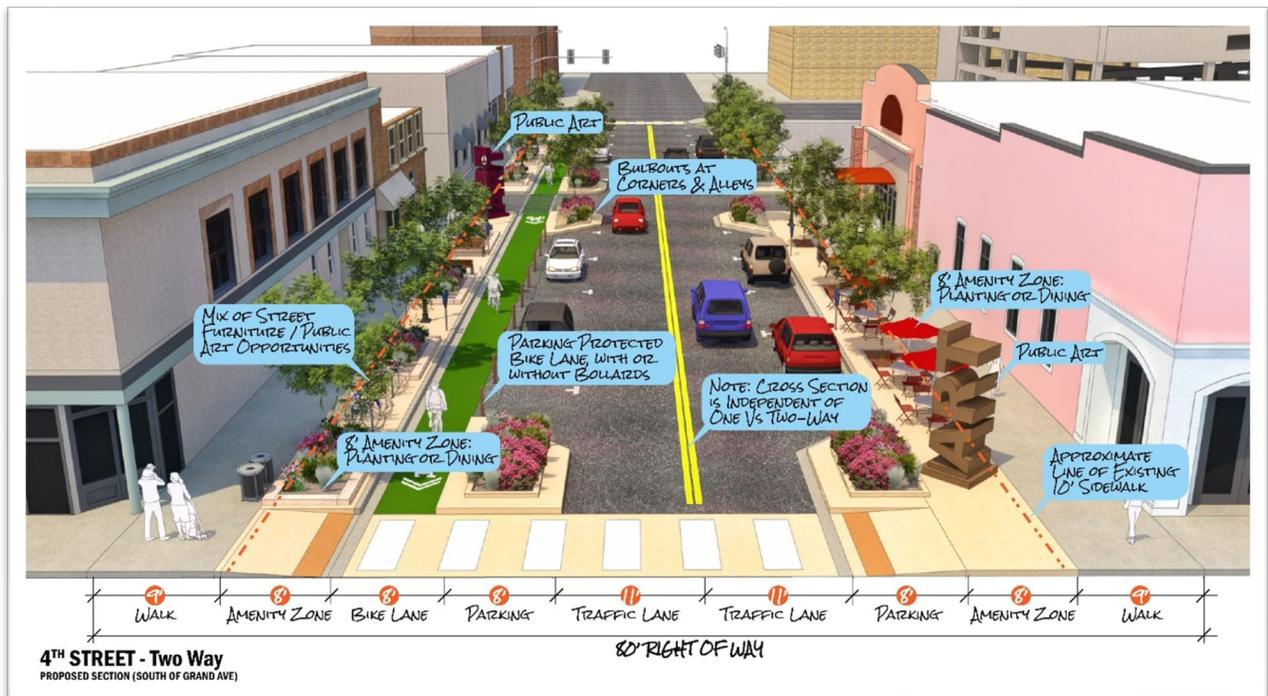 PUBLIC ART
BULBOUTS AT
CORNERS & ALLEYS
8' AMENITY ZONE:
PLANTING OR DINING
MIX OF STREET
FURNITURE / PUBLIC
ART OPPORTUNITIES
PARKING PROTECTED
BIKE LANE, WITH OR
WITHOUT BOLLARDS
PUBLIC ART
NOTE: CROSS SECTION
IS INDEPENDENT OF
ONE VS TWO-WAY
ART
8' AMENITY ZONE:
PLANTING OR DINING
APPROXIMATE
LINE OF EXISTING
10' SIDEWALK
9' 8' 8' 8' 11' 11' 8' 8' 9'
WALK AMENITY ZONE BIKE LANE PARKING TRAFFIC LANE TRAFFIC LANE PARKING AMENITY ZONE WALK
80' RIGHT OF WAY
4TH STREET - Two Way
PROPOSED SECTION (SOUTH OF GRAND AVE)